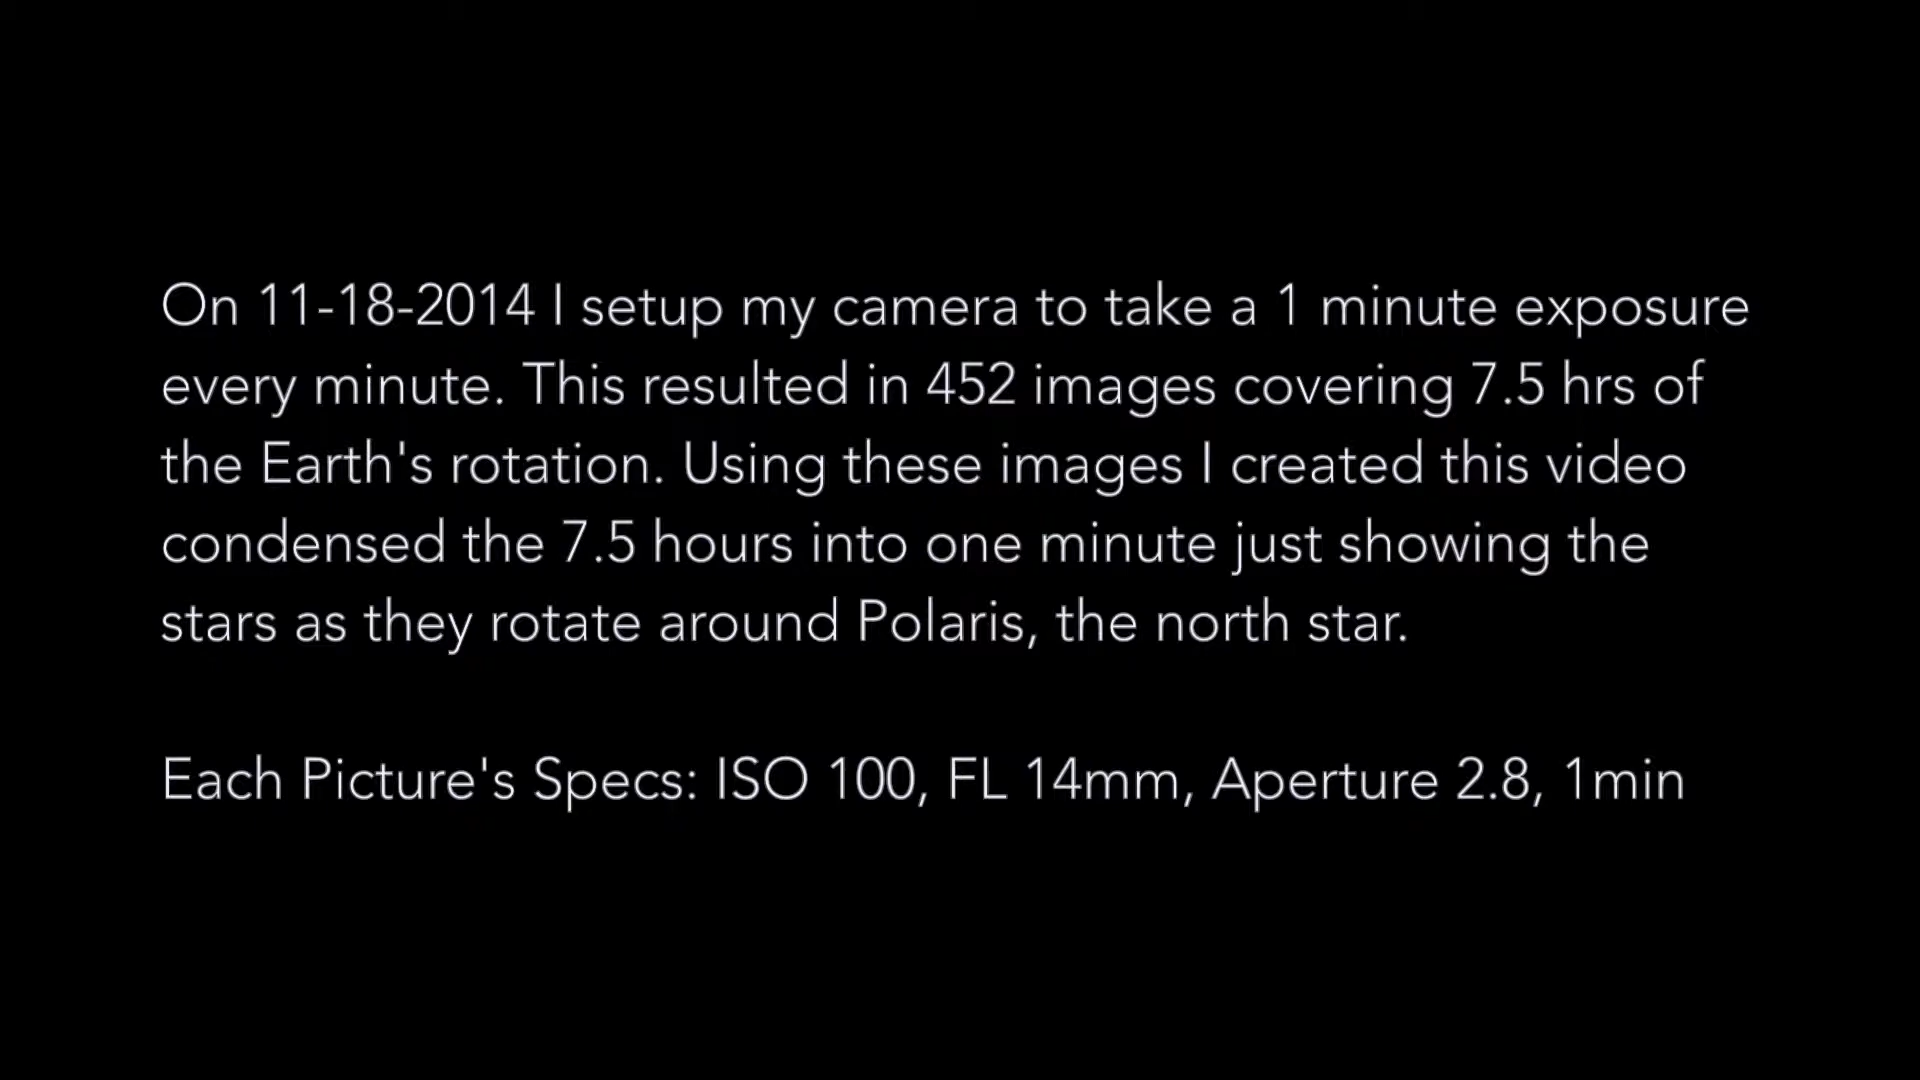 On 11-18-2014 I setup my camera to take a 1 minute exposure
every minute. This resulted in 452 images covering 7.5 hrs of
the Earth's rotation. Using these images I created this video
condensed the 7.5 hours into one minute just showing the
stars as they rotate around Polaris, the north star.
Each Picture's Specs: ISO 100, FL 14mm, Aperture 2.8, 1min